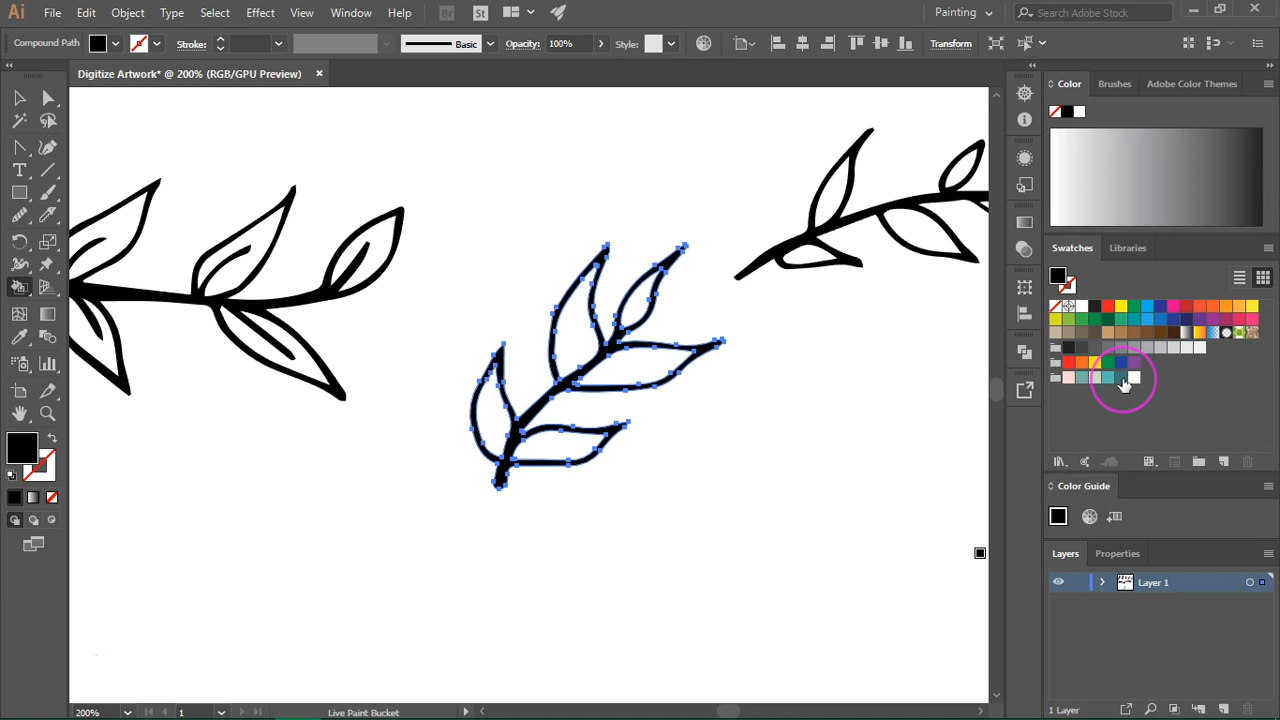 Ai File Edit Object Type Select Effect View Window Help Br St Painting Search Adobe Stock
Compound Path Stroke: Basic Opacity: 100% Style: Transform
Digitize Artwork* @ 200% (RGB/GPU Preview)
Color Brushes Adobe Color Themes
Swatches Libraries
Color Guide
Layers Properties
Layer 1
1 Layer
200% 1 Live Paint Bucket